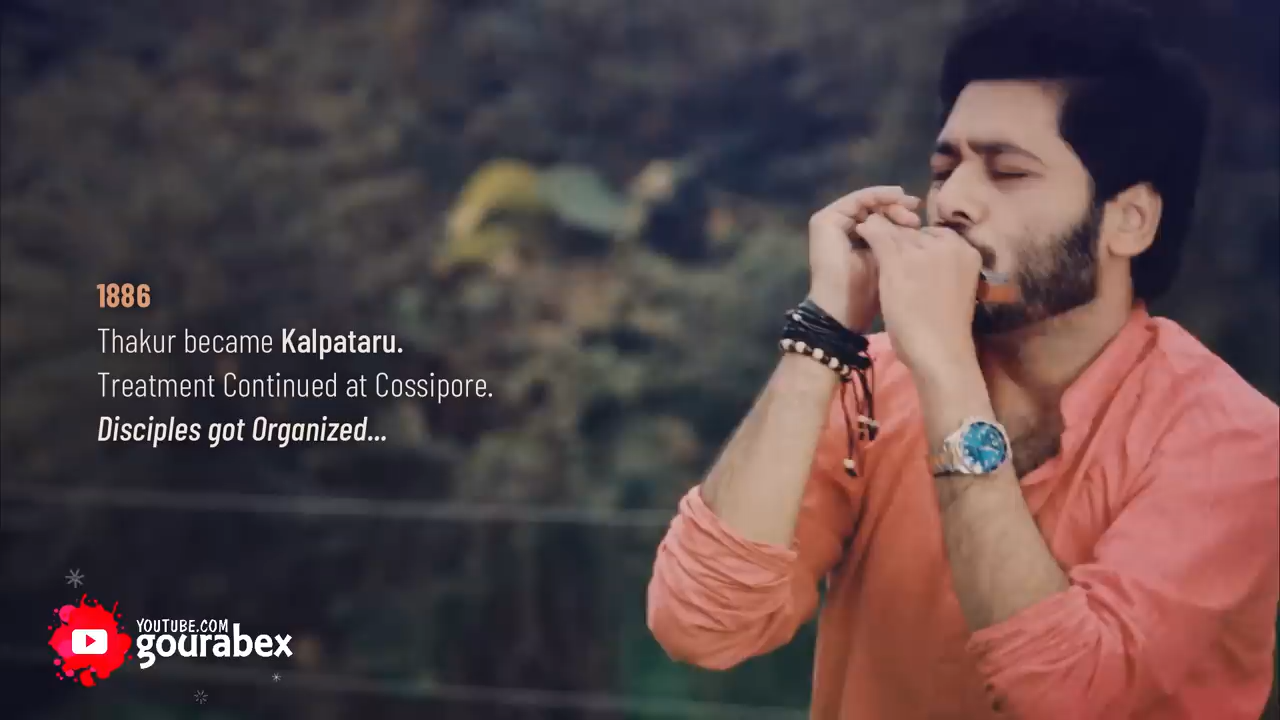 1886
Thakur became Kalpataru.
Treatment Continued at Cossipore.
Disciples got Organized...
YOUTUBE.COM
gourabex